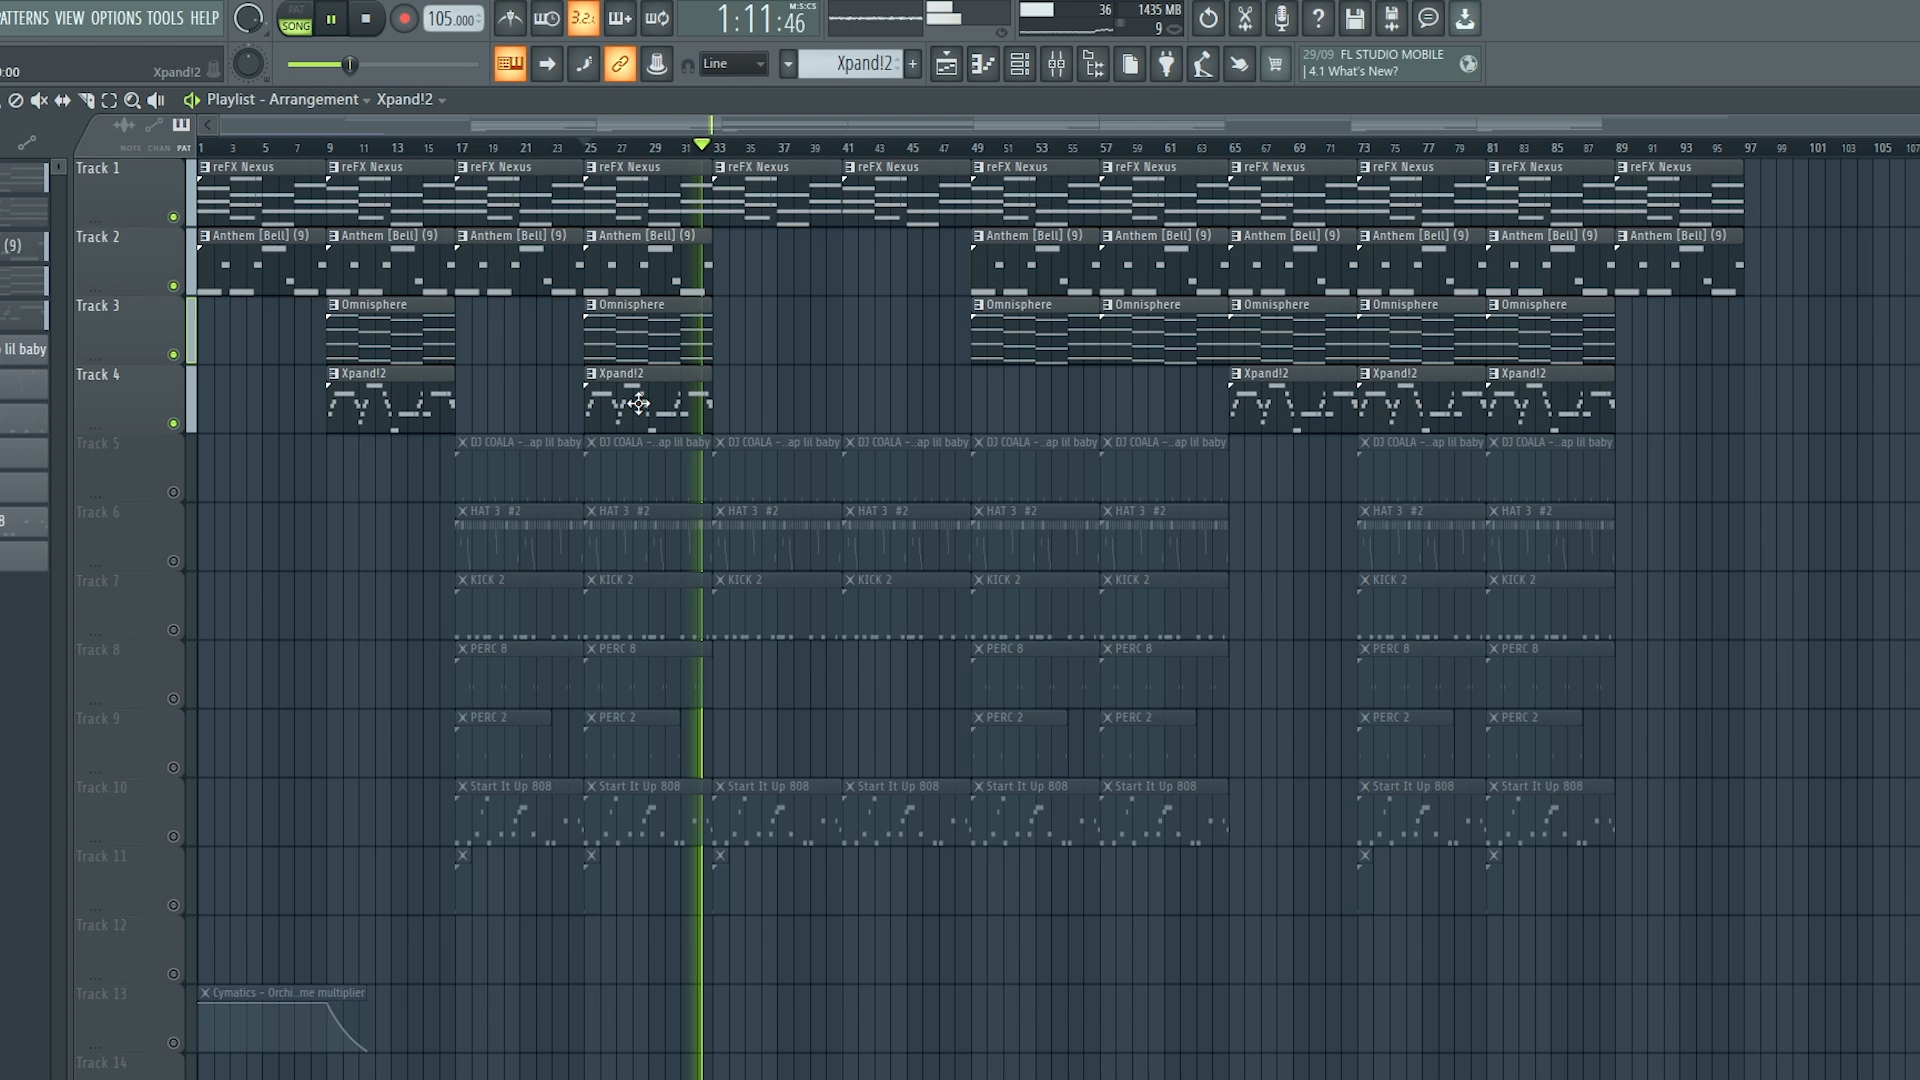 ATTERNS VIEW OPTIONS TOOLS HELP
PAT
SONG
105.000
3.2.
1:11:46
M:S:CS
36
1435 MB
9
0:00
Xpand!2
Line
Xpand!2
29/09 FL STUDIO MOBILE
| 4.1 What's New?
Playlist - Arrangement
Xpand!2
NOTE CHAN PAT
1 3 5 7 9 11 13 15 17 19 21 23 25 27 29 31 33 35 37 39 41 43 45 47 49 51 53 55 57 59 61 63 65 67 69 71 73 75 77 79 81 83 85 87 89 91 93 95 97 99 101 103 105 107
(9)
lil baby
8
Track 1
reFX Nexus reFX Nexus reFX Nexus reFX Nexus reFX Nexus reFX Nexus reFX Nexus reFX Nexus reFX Nexus reFX Nexus reFX Nexus reFX Nexus
Track 2
Anthem [Bell] (9) Anthem [Bell] (9) Anthem [Bell] (9) Anthem [Bell] (9) Anthem [Bell] (9) Anthem [Bell] (9) Anthem [Bell] (9) Anthem [Bell] (9) Anthem [Bell] (9) Anthem [Bell] (9)
Track 3
Omnisphere Omnisphere Omnisphere Omnisphere Omnisphere Omnisphere Omnisphere
Track 4
Xpand!2 Xpand!2 Xpand!2 Xpand!2 Xpand!2
Track 5
DJ COALA -..ap lil baby DJ COALA -..ap lil baby DJ COALA -..ap lil baby DJ COALA -..ap lil baby DJ COALA -..ap lil baby DJ COALA -..ap lil baby DJ COALA -..ap lil baby DJ COALA -..ap lil baby
Track 6
HAT 3 #2 HAT 3 #2 HAT 3 #2 HAT 3 #2 HAT 3 #2 HAT 3 #2 HAT 3 #2 HAT 3 #2
Track 7
KICK 2 KICK 2 KICK 2 KICK 2 KICK 2 KICK 2 KICK 2 KICK 2
Track 8
PERC 8 PERC 8 PERC 8 PERC 8 PERC 8 PERC 8
Track 9
PERC 2 PERC 2 PERC 2 PERC 2 PERC 2 PERC 2
Track 10
Start It Up 808 Start It Up 808 Start It Up 808 Start It Up 808 Start It Up 808 Start It Up 808 Start It Up 808 Start It Up 808
Track 11
Track 12
Track 13
Cymatics - Orchi..me multiplier
Track 14